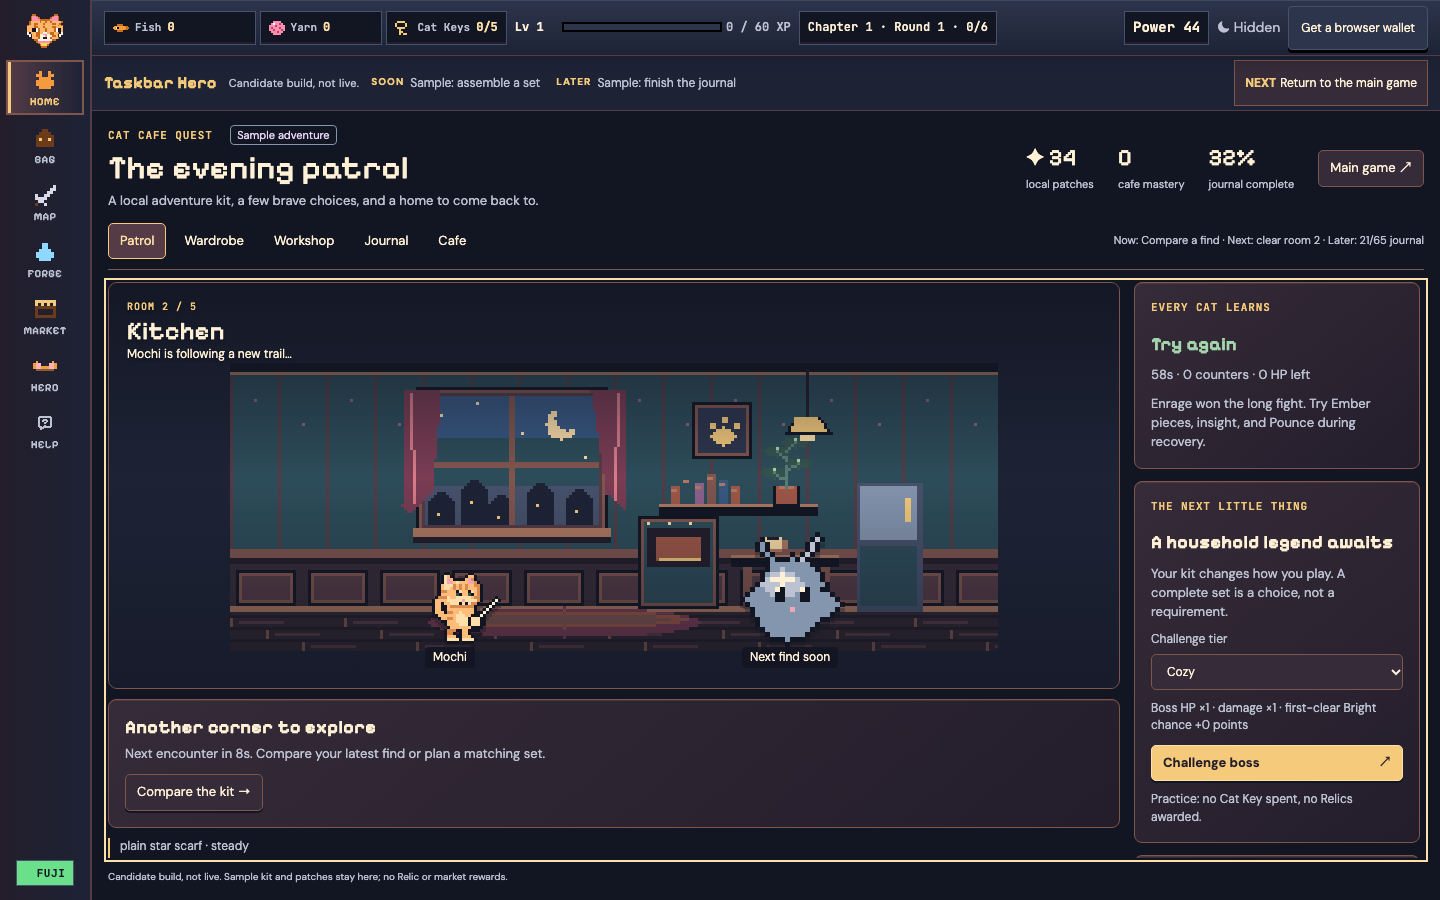 Fish 0
Yarn 0
Cat Keys 0/5
Lv 1
0 / 60 XP
Chapter 1 · Round 1 · 0/6
Power 44
Hidden
Get a browser wallet
HOME
BAG
MAP
FORGE
MARKET
HERO
HELP
FUJI
Taskbar Hero
Candidate build, not live.
SOON Sample: assemble a set
LATER Sample: finish the journal
NEXT Return to the main game
CAT CAFE QUEST
Sample adventure
The evening patrol
A local adventure kit, a few brave choices, and a home to come back to.
34
local patches
0
cafe mastery
32%
journal complete
Main game ↗
Patrol
Wardrobe
Workshop
Journal
Cafe
Now: Compare a find · Next: clear room 2 · Later: 21/65 journal
ROOM 2 / 5
Kitchen
Mochi is following a new trail...
Mochi
Next find soon
Another corner to explore
Next encounter in 8s. Compare your latest find or plan a matching set.
Compare the kit →
plain star scarf · steady
EVERY CAT LEARNS
Try again
58s · 0 counters · 0 HP left
Enrage won the long fight. Try Ember
pieces, insight, and Pounce during
recovery.
THE NEXT LITTLE THING
A household legend awaits
Your kit changes how you play. A
complete set is a choice, not a
requirement.
Challenge tier
Cozy
Boss HP ×1 · damage ×1 · first-clear Bright
chance +0 points
Challenge boss ↗
Practice: no Cat Key spent, no Relics
awarded.
Candidate build, not live. Sample kit and patches stay here; no Relic or market rewards.